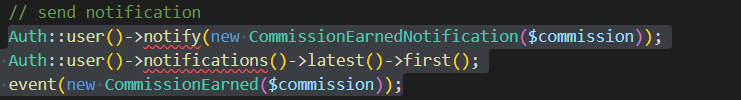 // send notification
Auth::user()->notify(new CommissionEarnedNotification($commission));
Auth::user()->notifications()->latest()->first();
event(new CommissionEarned($commission));